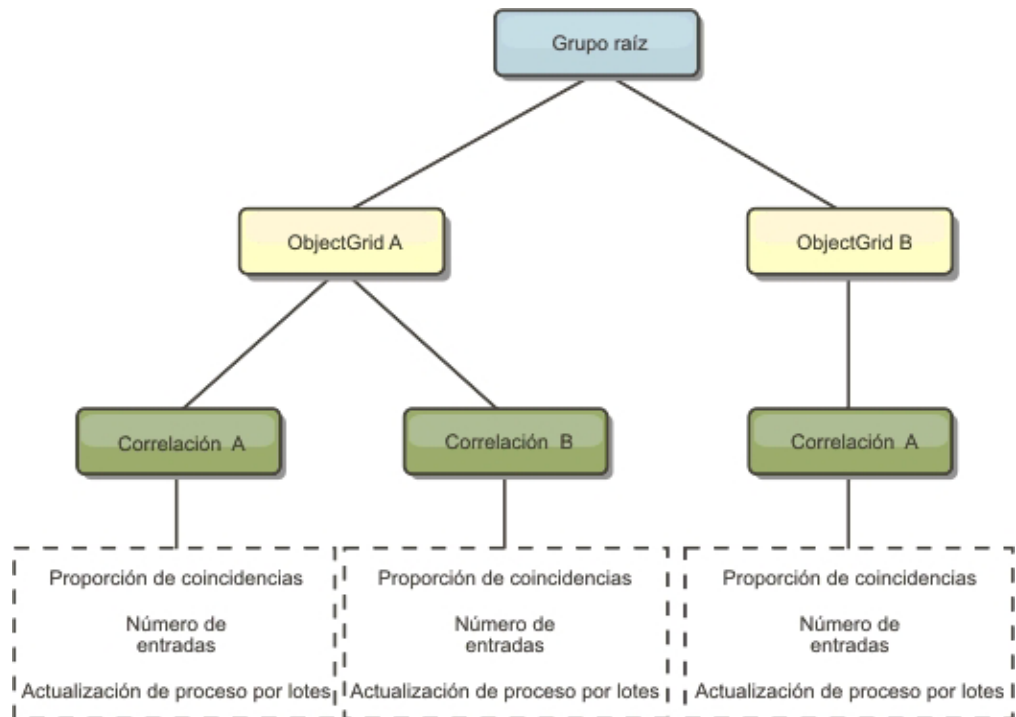 Grupo raíz
ObjectGrid A
ObjectGrid B
Correlación A
Correlación B
Correlación A
Proporción de coincidencias
Número de
entradas
Actualización de proceso por lotes
Proporción de coincidencias
Número de
entradas
Actualización de proceso por lotes
Proporción de coincidencias
Número de
entradas
Actualización de proceso por lotes